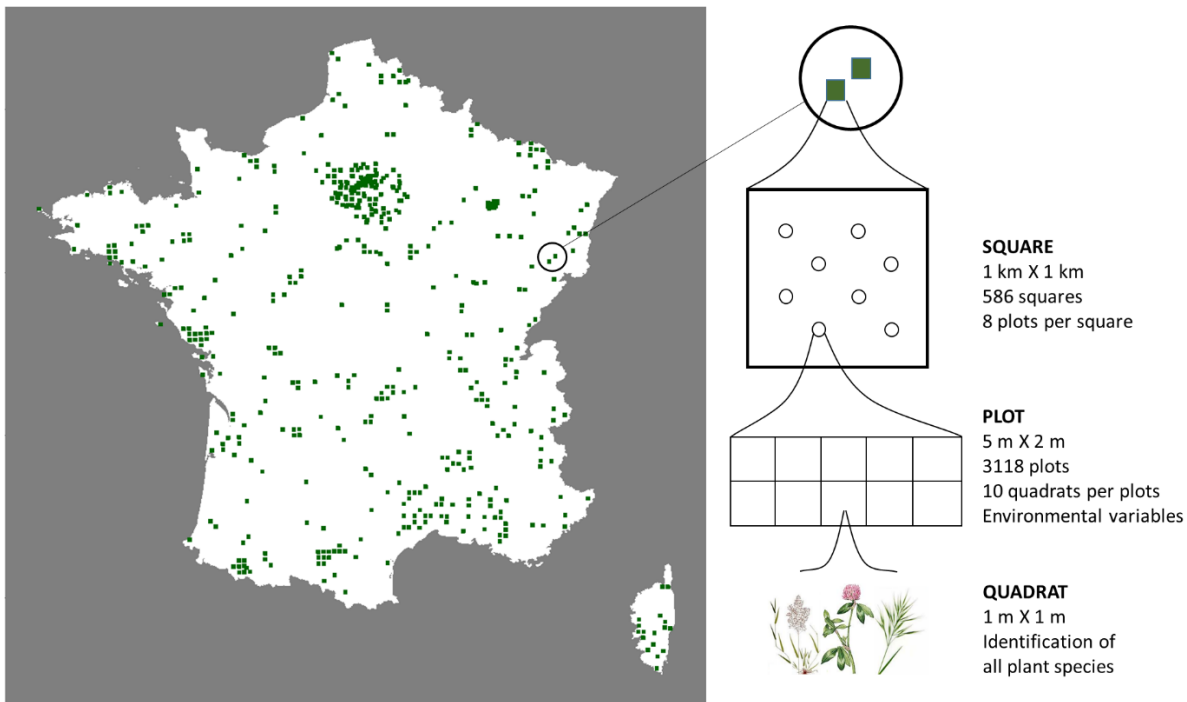 SQUARE
1 km X 1 km
586 squares
8 plots per square
PLOT
5 m X 2 m
3118 plots
10 quadrats per plots
Environmental variables
QUADRAT
1 m X 1 m
Identification of
all plant species